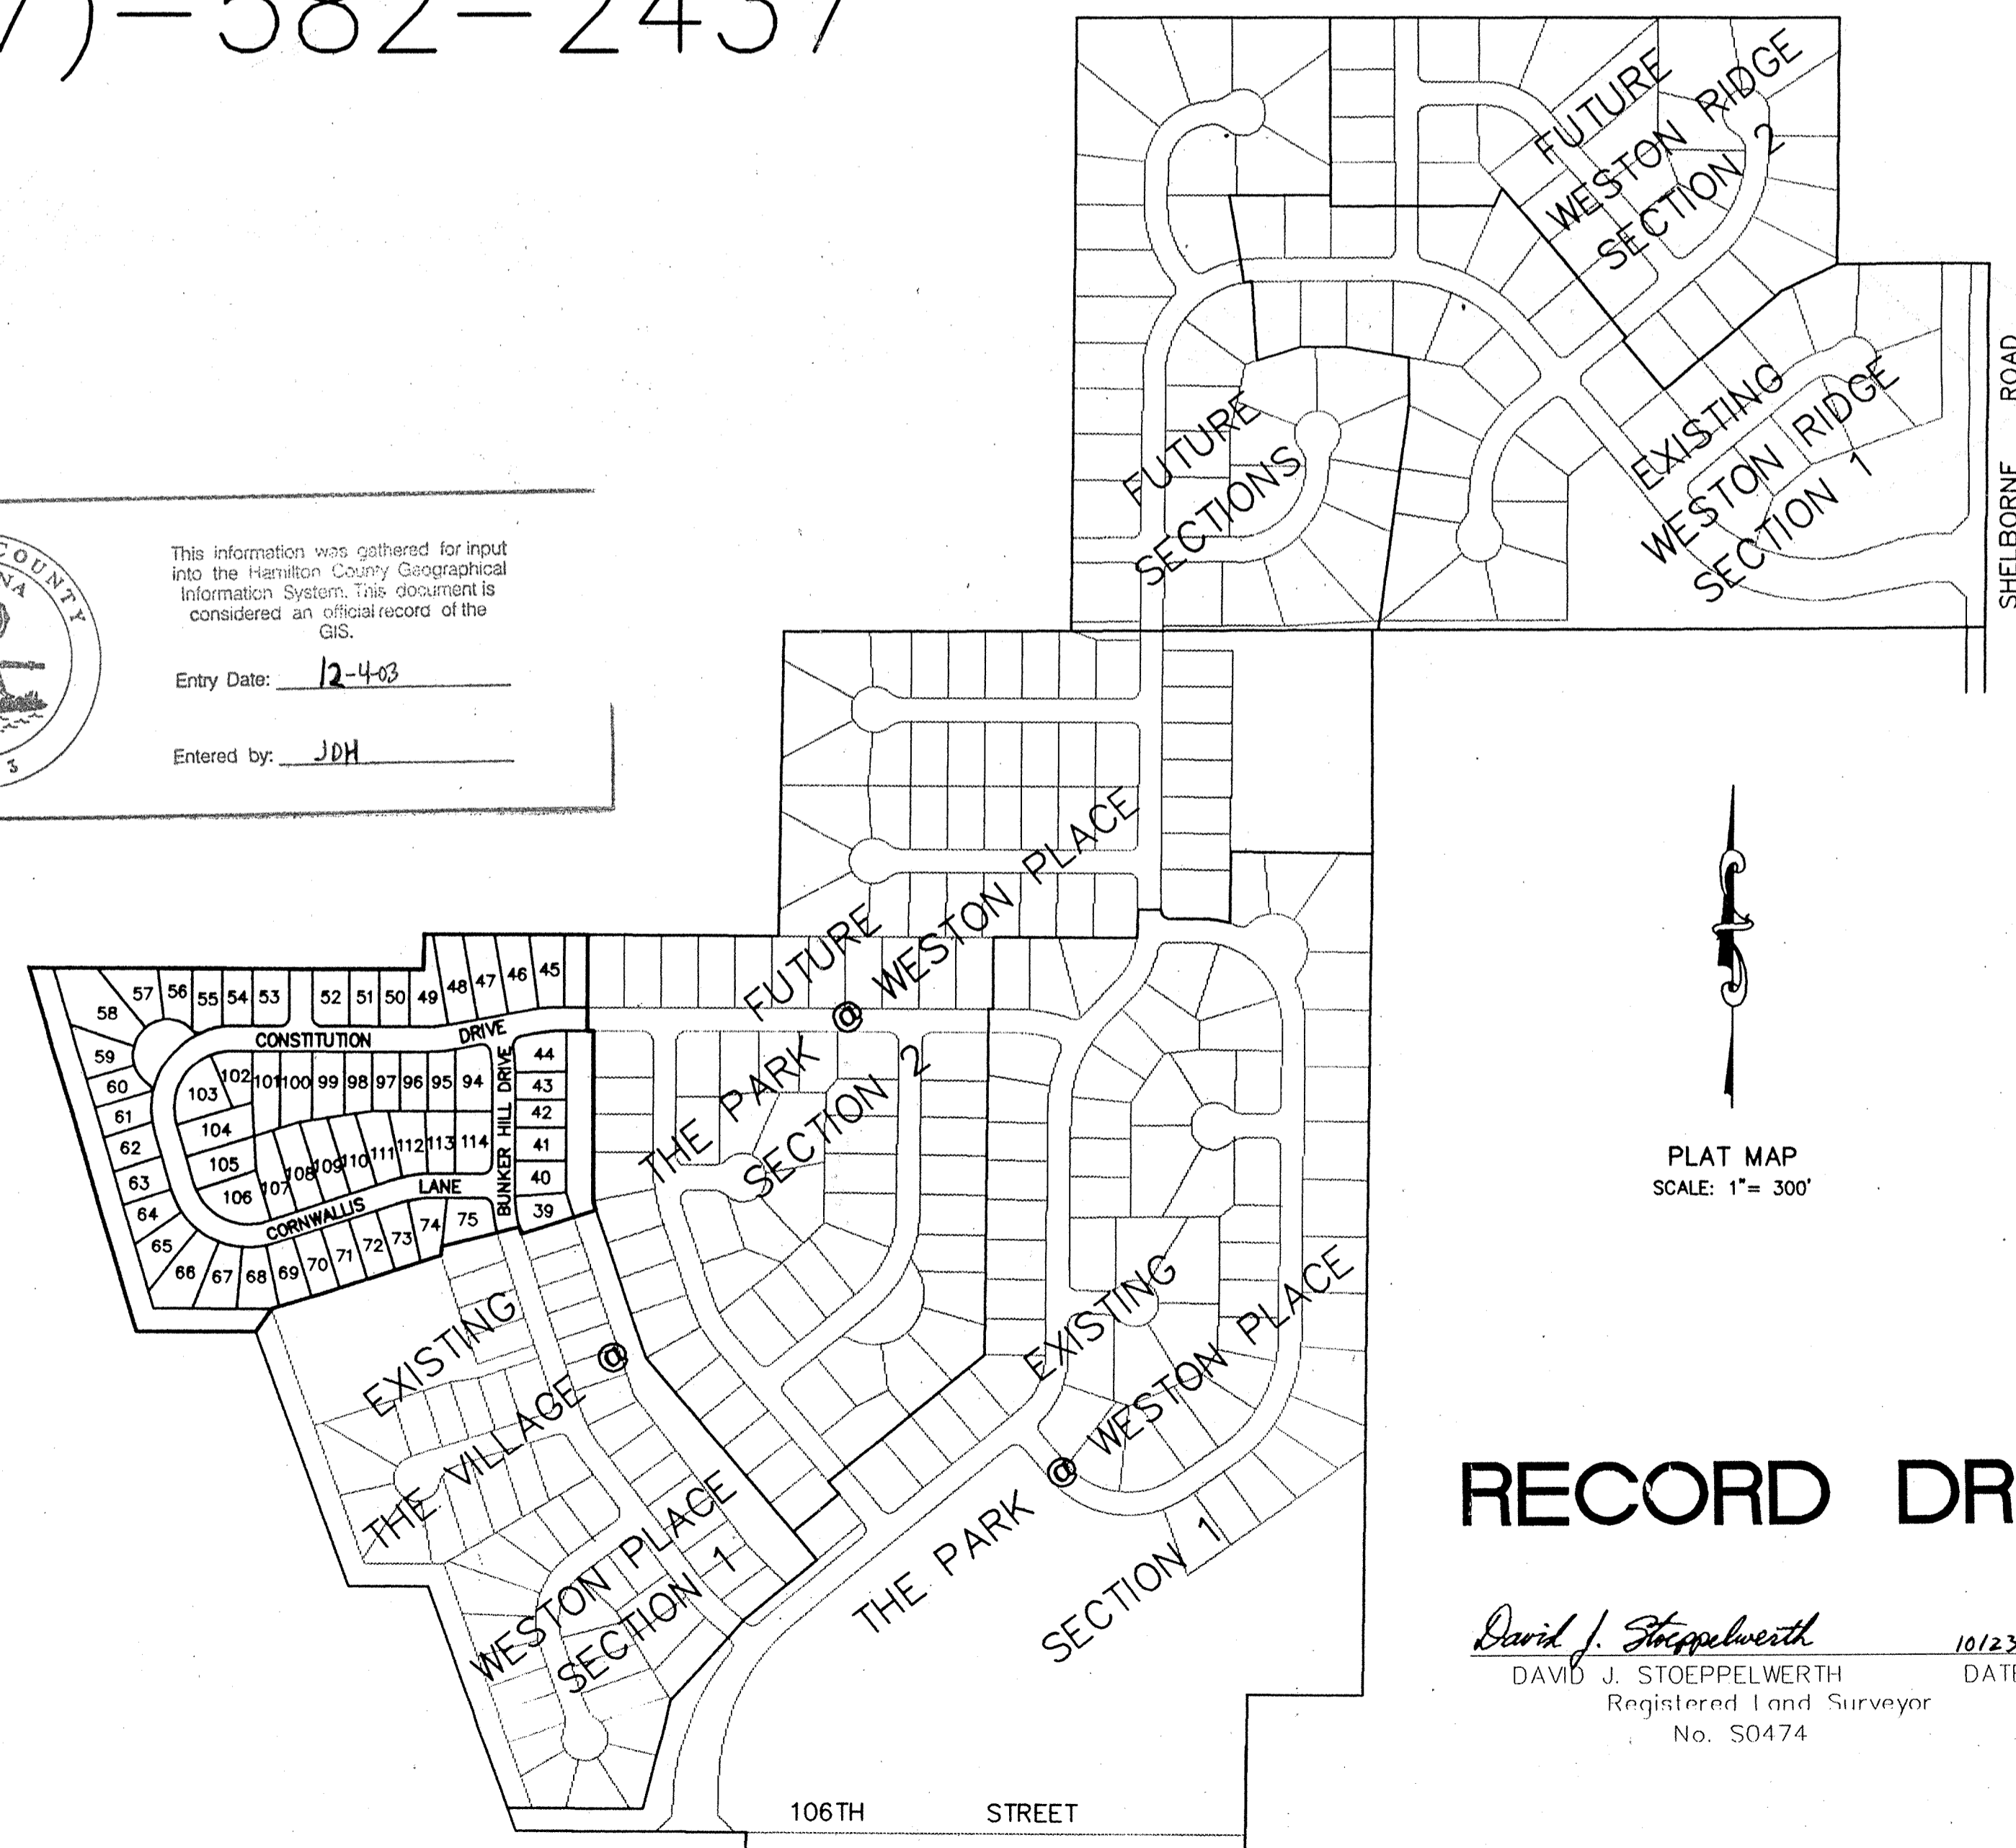 )-582-2437
COUNTY
NA
3
This information was gathered for input
into the Hamilton County Geographical
Information System. This document is
considered an official record of the
GIS.
Entry Date: 12-4-03
Entered by: JDH
FUTURE
WESTON RIDGE
SECTION 2
FUTURE
SECTIONS
EXISTING
WESTON RIDGE
SECTION 1
SHELBORNE ROAD
FUTURE
THE PARK @ WESTON PLACE
SECTION 2
EXISTING
THE PARK @ WESTON PLACE
SECTION 1
EXISTING
THE VILLAGE @
WESTON PLACE
SECTION 1
58 57 56 55 54 53 52 51 50 49 48 47 46 45
CONSTITUTION DRIVE
59
60
61
62
63
64
65
66 67 68 69 70 71 72 73 74 75
103 102 101 100 99 98 97 96 95 94
104
105
106 107 108 109 110 111 112 113 114
CORNWALLIS LANE
BUNKER HILL DRIVE
44
43
42
41
40
39
106TH STREET
PLAT MAP
SCALE: 1"= 300'
RECORD DR
David J. Stoeppelwerth 10/23
DAVID J. STOEPPELWERTH DATE
Registered Land Surveyor
No. S0474